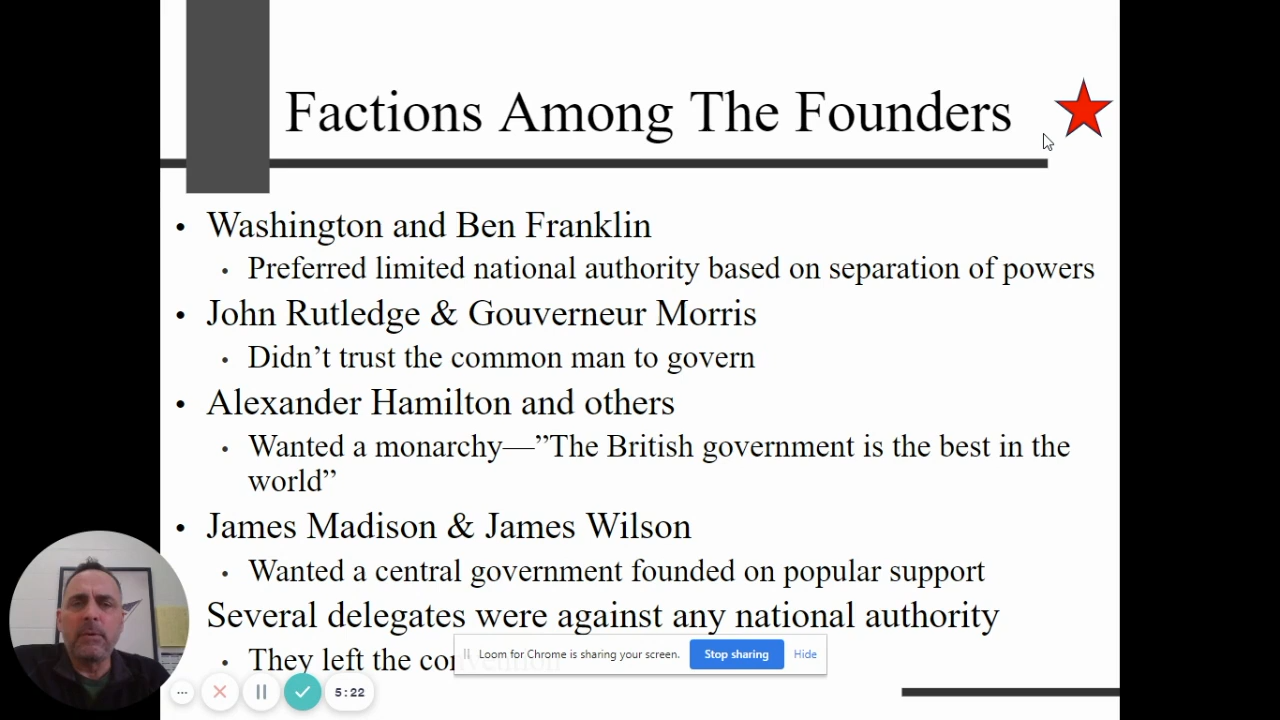 Factions Among The Founders
• Washington and Ben Franklin
• Preferred limited national authority based on separation of powers
• John Rutledge & Gouverneur Morris
• Didn’t trust the common man to govern
• Alexander Hamilton and others
• Wanted a monarchy—”The British government is the best in the
world”
• James Madison & James Wilson
• Wanted a central government founded on popular support
Several delegates were against any national authority
• They left the convention
Loom for Chrome is sharing your screen. Stop sharing Hide
5:22